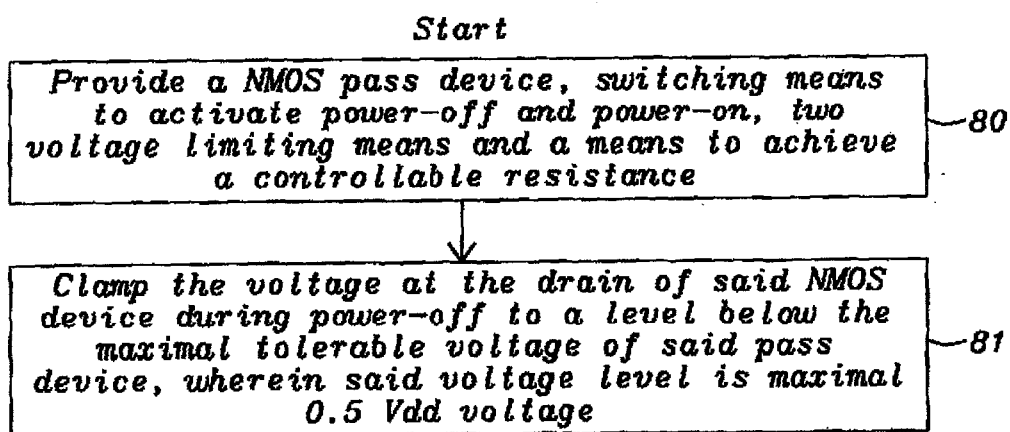 Start
Provide a NMOS pass device, switching means
to activate power-off and power-on, two
voltage limiting means and a means to achieve
a controllable resistance
80
Clamp the voltage at the drain of said NMOS
device during power-off to a level below the
maximal tolerable voltage of said pass
device, wherein said voltage level is maximal
0.5 Vdd voltage
81